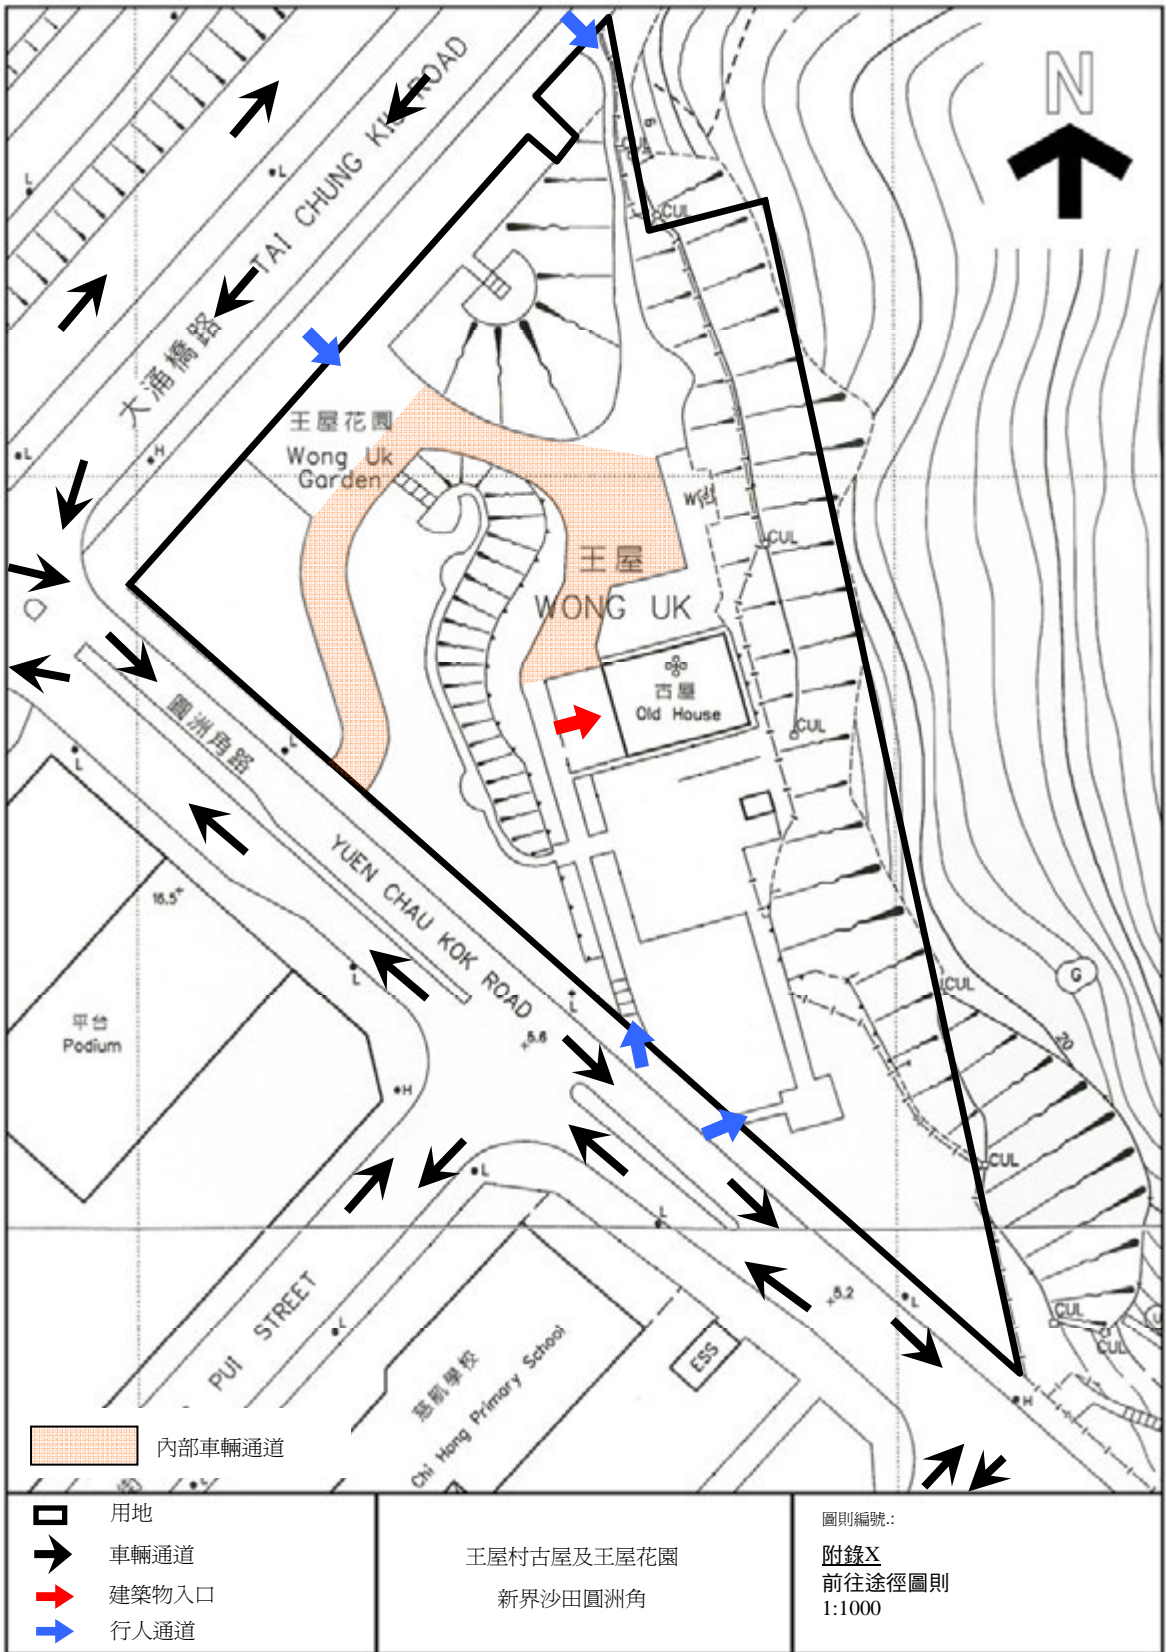 N
TAI CHUNG KIU ROAD
大涌橋路
L
L
L
H
6
CUL
CUL
王屋花園
Wong Uk
Garden
W
CUL
王屋
WONG UK
古屋
Old House
CUL
圓洲角路
L
L
YUEN CHAU KOK ROAD
16.5
L
L
5.6
平台
Podium
H
CUL
G
20
L
CUL
L
5.2
L
CUL
CUL
U
PUI STREET
L
慈航學校
Chi Hong Primary School
ESS
H
內部車輛通道
街
L
用地
車輛通道
建築物入口
行人通道
王屋村古屋及王屋花園
新界沙田圓洲角
圖則編號.:
附錄X
前往途徑圖則
1:1000